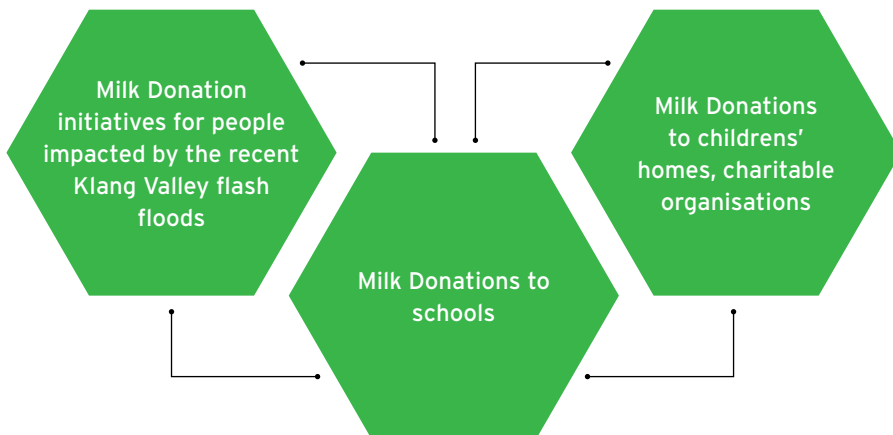 Milk Donation
initiatives for people
impacted by the recent
Klang Valley flash
floods
Milk Donations to
schools
Milk Donations
to childrens’
homes, charitable
organisations